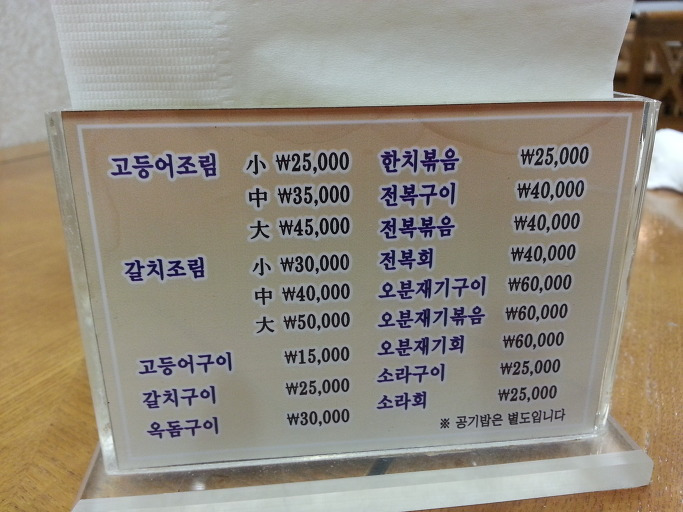 고등어조림 小 ₩25,000
中 ₩35,000
大 ₩45,000
갈치조림 小 ₩30,000
中 ₩40,000
大 ₩50,000
고등어구이 ₩15,000
갈치구이 ₩25,000
옥돔구이 ₩30,000
한치볶음 ₩25,000
전복구이 ₩40,000
전복볶음 ₩40,000
전복회 ₩40,000
오분재기구이 ₩60,000
오분재기볶음 ₩60,000
오분재기회 ₩60,000
소라구이 ₩25,000
소라회 ₩25,000
※ 공기밥은 별도입니다